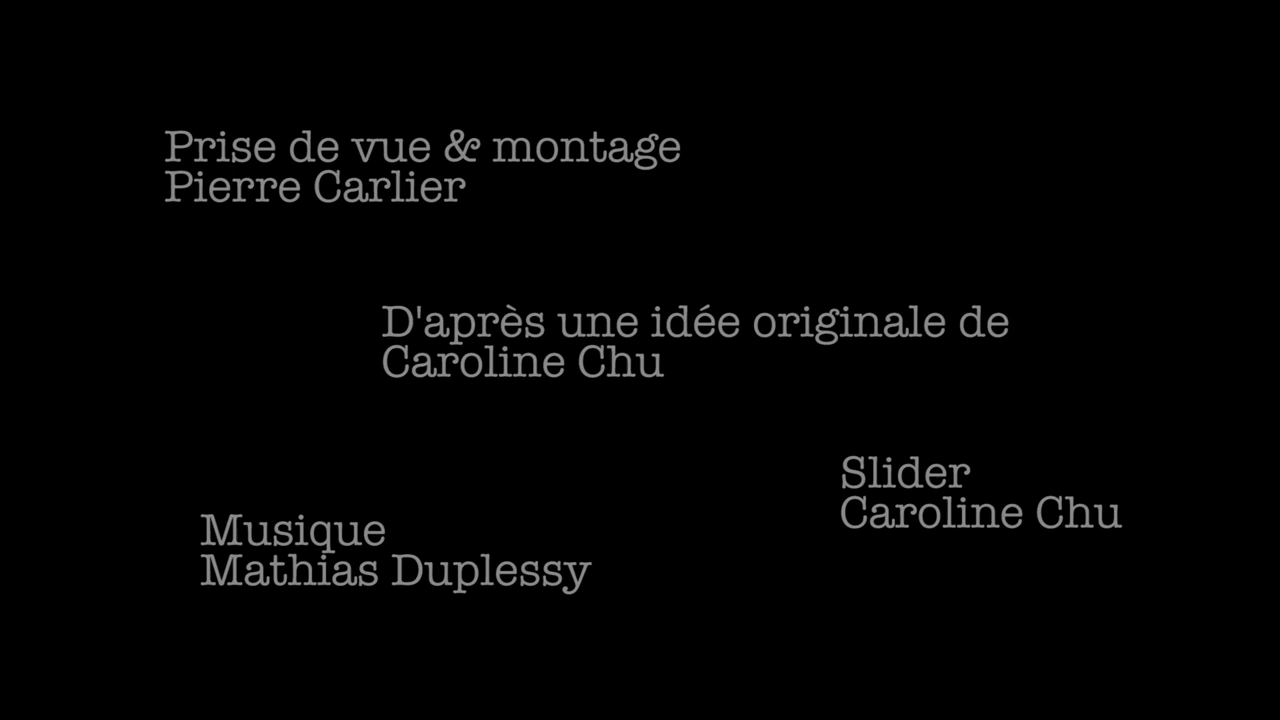 Prise de vue & montage
Pierre Carlier
D'après une idée originale de
Caroline Chu
Slider
Caroline Chu
Musique
Mathias Duplessy